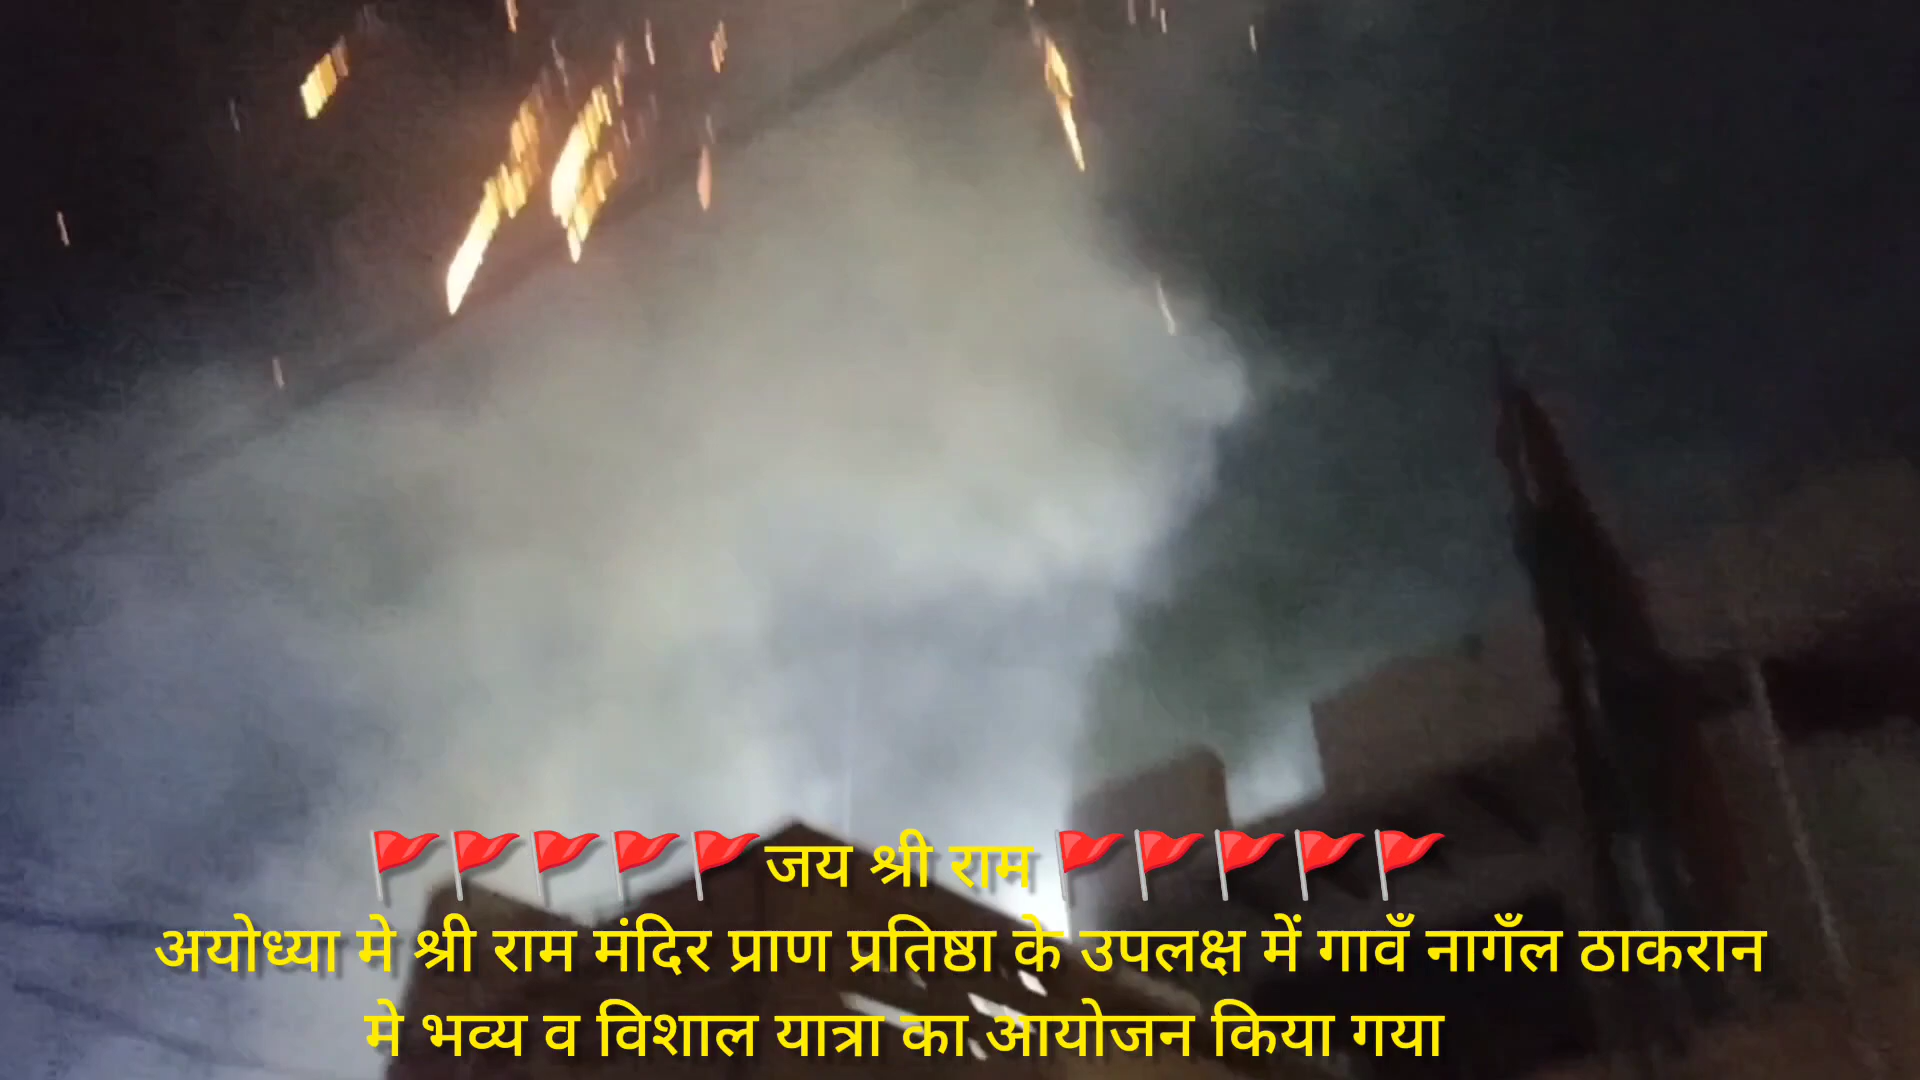 🚩🚩🚩🚩🚩जय श्री राम 🚩🚩🚩🚩🚩
अयोध्या मे श्री राम मंदिर प्राण प्रतिष्ठा के उपलक्ष में गावँ नागँल ठाकरान
मे भव्य व विशाल यात्रा का आयोजन किया गया